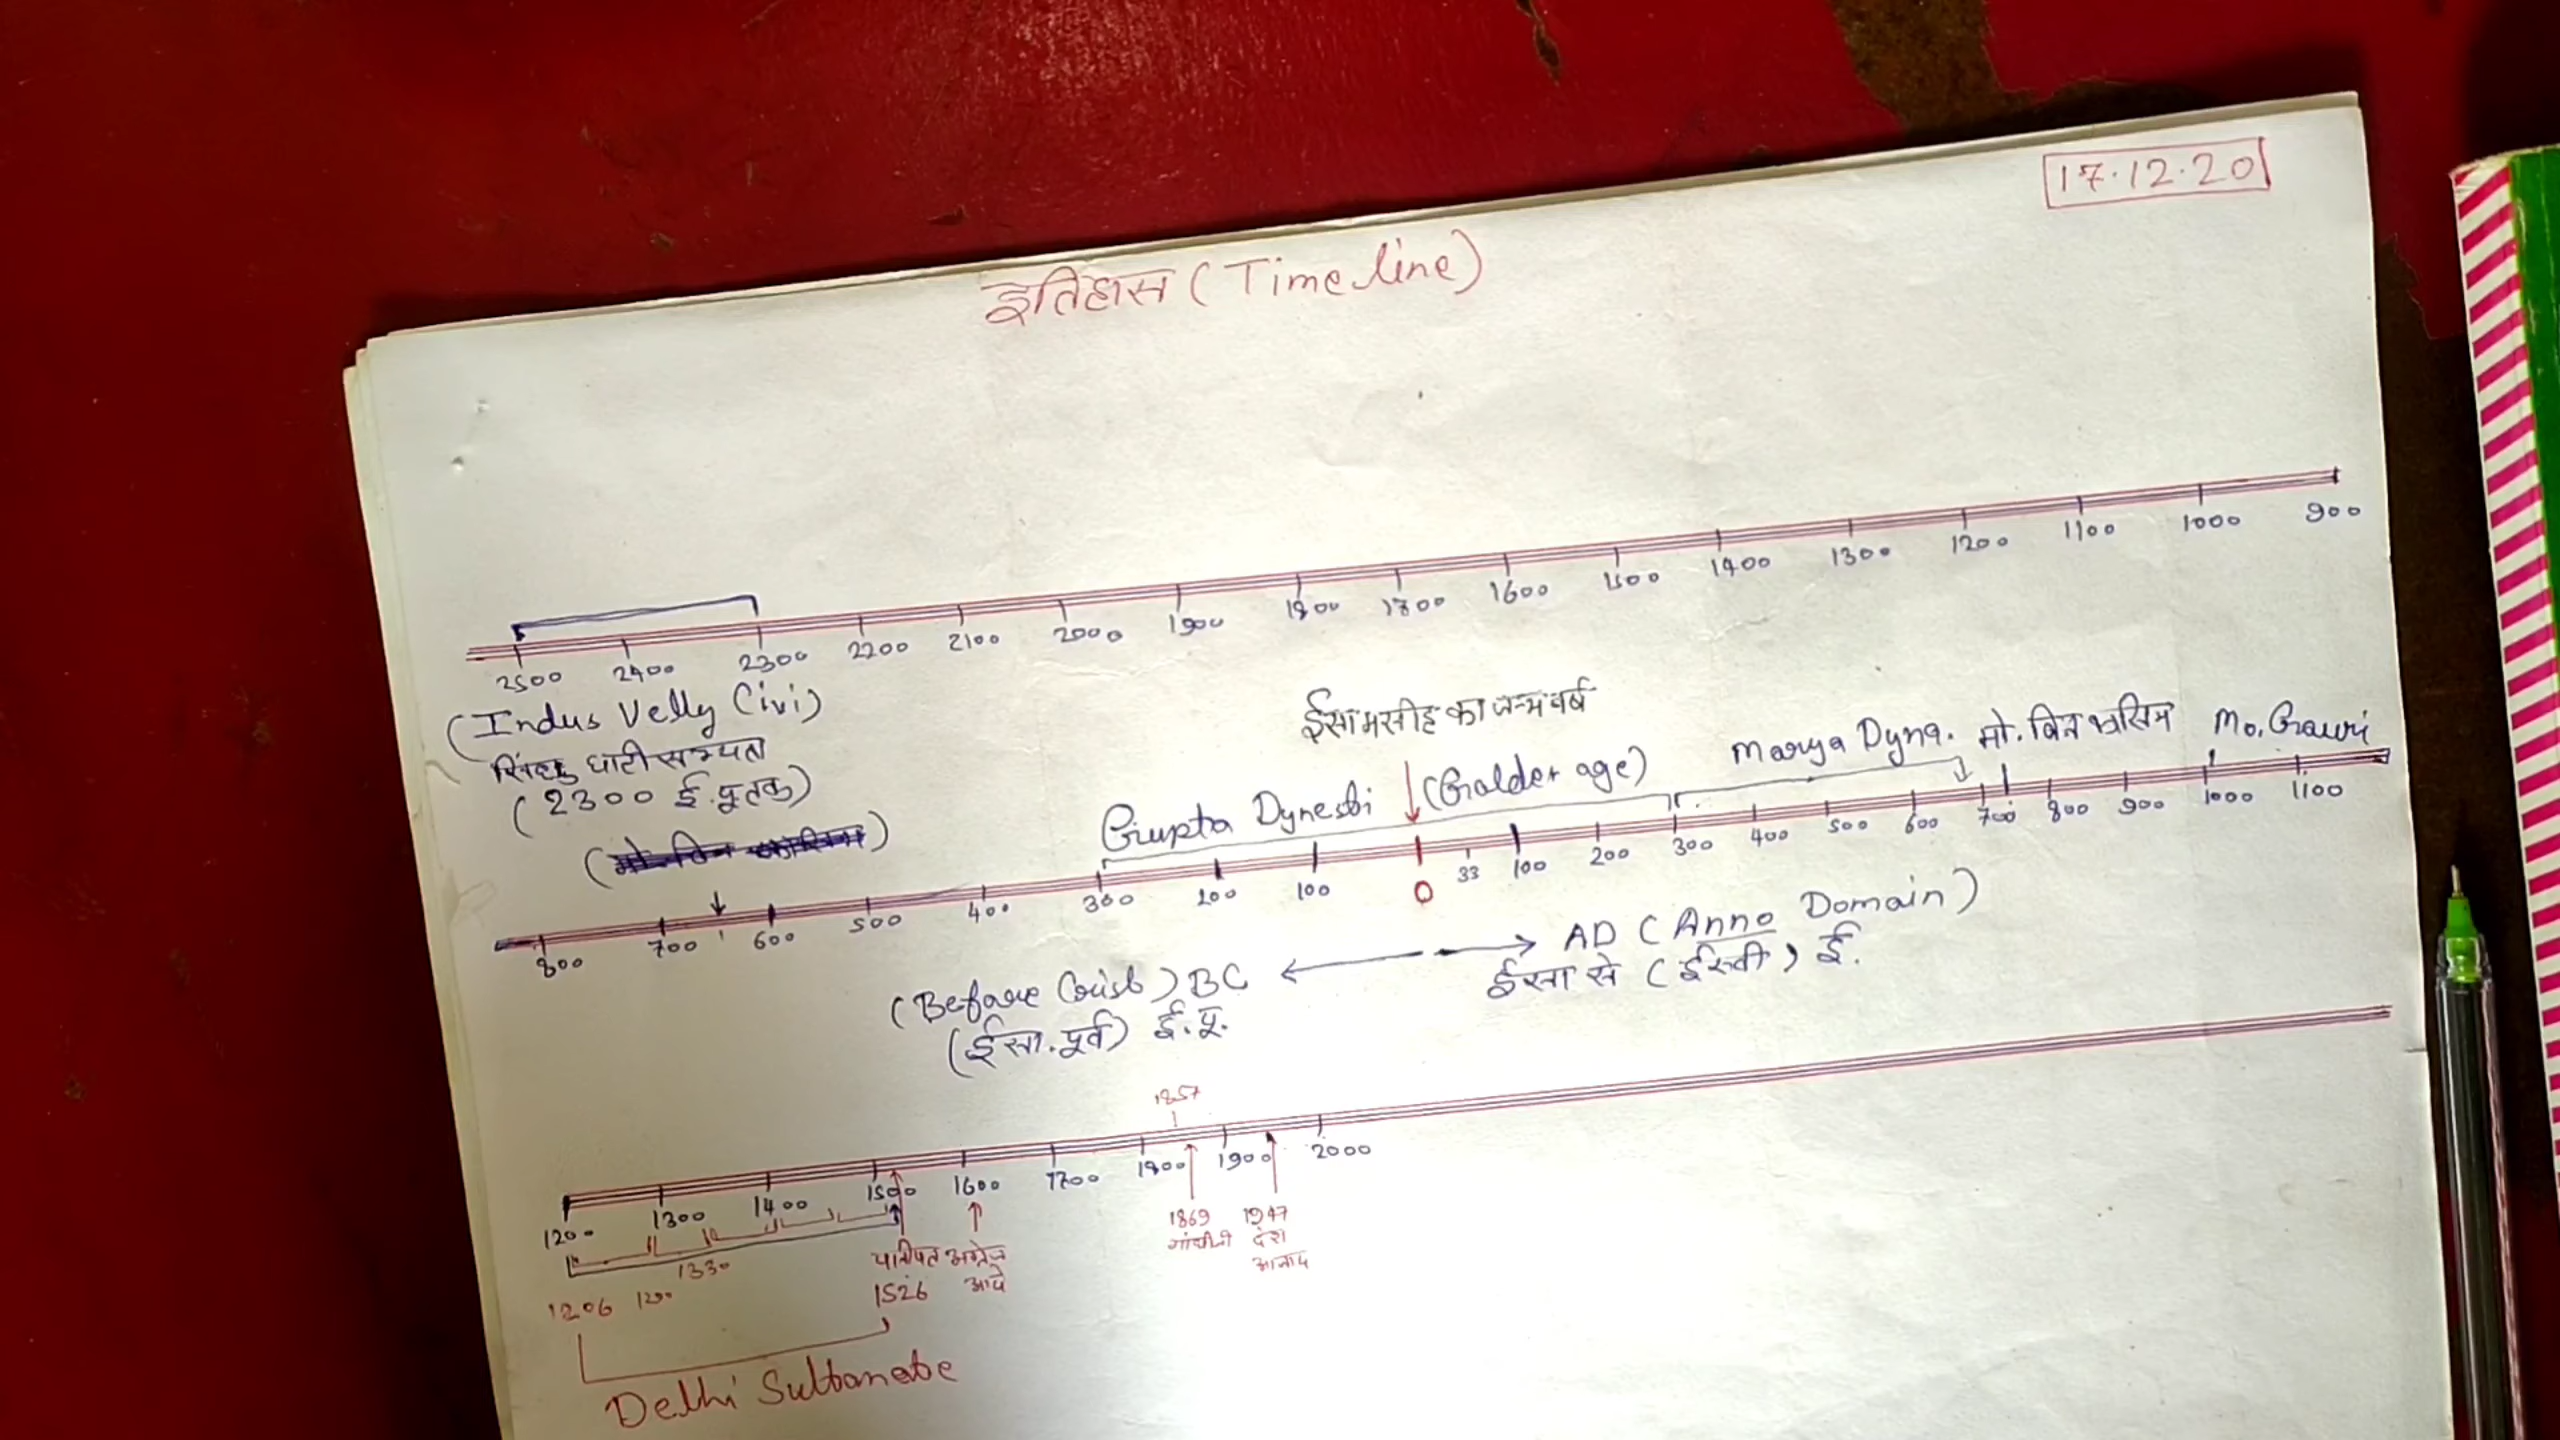 17.12.20
इतिहास (Time line)
2500 2400 2300 2200 2100 2000 1900 1800 1700 1600 1500 1400 1300 1200 1100 1000 900
(Indus Velly Civi)
सिंधु घाटी सभ्यता
(2300 ई.पू तक)
ईसा मसीह का जन्म वर्ष
Gupta Dynesti (Golder age) Marya Dyna. मो. बिन कासिम Mo. Gauri
800 700 600 500 400 300 200 100 0 33 100 200 300 400 500 600 700 800 900 1000 1100
(Before Crist) BC AD (Anno Domain)
(ईसा.पूर्व) ई.पू. ईसा से (ईस्वी) ई.
1857
1200 1300 1400 1500 1600 1700 1800 1900 2000
1206 1290 1330 पानीपत 1526 अंग्रेज आये 1869 गांधीजी 1947 देश आजाद
Delhi Sultanate